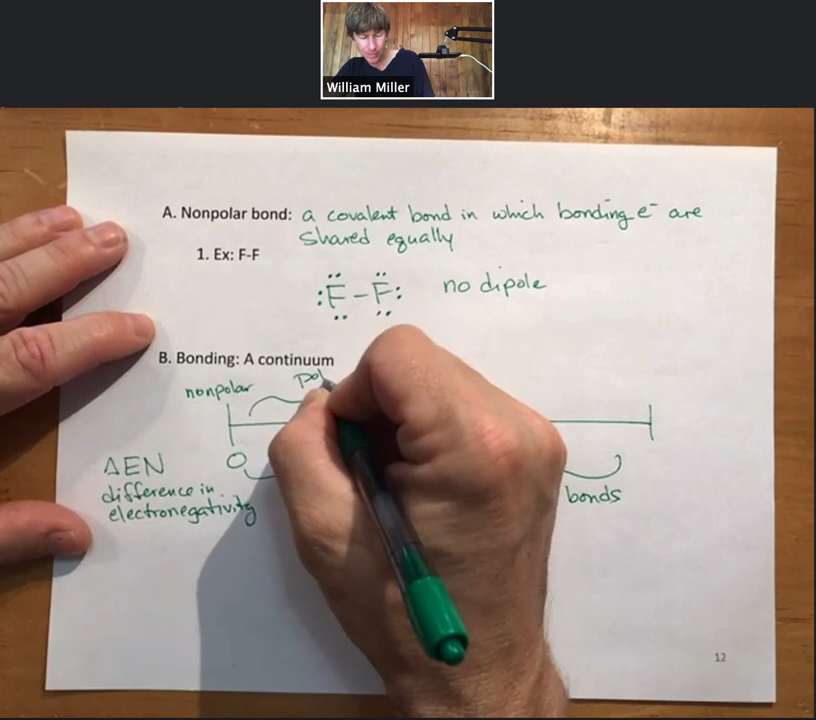 William Miller
A. Nonpolar bond: a covalent bond in which bonding e⁻ are
shared equally
1. Ex: F-F
:F̤̈ – F̤̈: no dipole
B. Bonding: A continuum
nonpolar pol
0
ΔEN
difference in
electronegativity
bonds
12